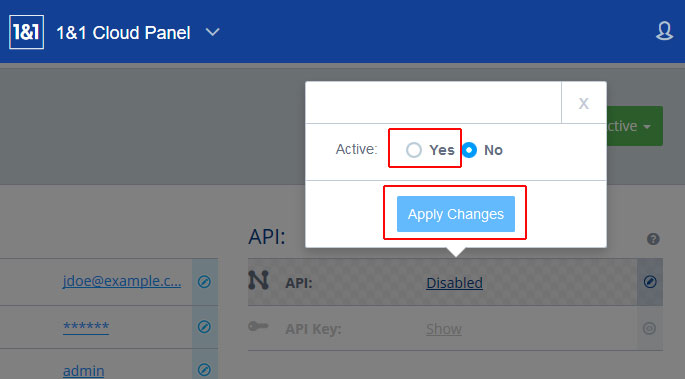 1&1 1&1 Cloud Panel
X
ctive
Active: Yes No
Apply Changes
API: ?
jdoe@example.c... API: Disabled
****** API Key: Show
admin